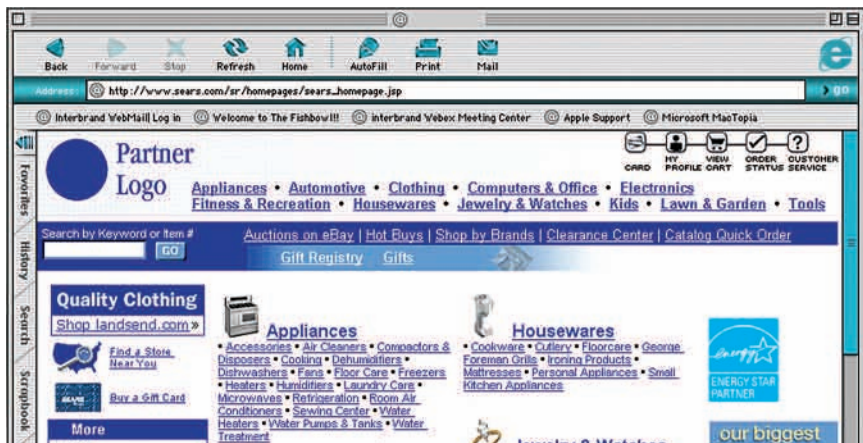 Back Forward Stop Refresh Home AutoFill Print Mail
Address: http://www.sears.com/sr/homepages/sears_homepage.jsp go
Interbrand WebMail| Log in Welcome to The Fishbowl!! interbrand Webex Meeting Center Apple Support Microsoft MacTopia
Favorites
History
Search
Scrapbook
Partner
Logo
CARD MY PROFILE VIEW CART ORDER STATUS CUSTOMER SERVICE
Appliances • Automotive • Clothing • Computers & Office • Electronics
Fitness & Recreation • Housewares • Jewelry & Watches • Kids • Lawn & Garden • Tools
Search by Keyword or Item #
GO
Auctions on eBay | Hot Buys | Shop by Brands | Clearance Center | Catalog Quick Order
Gift Registry Gifts
Quality Clothing
Shop landsend.com »
Find a Store
Near You
SEARS
Buy a Gift Card
More
Appliances
• Accessories • Air Cleaners • Compactors &
Disposers • Cooking • Dehumidifiers •
Dishwashers • Fans • Floor Care • Freezers
• Heaters • Humidifiers • Laundry Care •
Microwaves • Refrigeration • Room Air
Conditioners • Sewing Center • Water
Heaters • Water Pumps & Tanks • Water
Treatment
Housewares
• Cookware • Cutlery • Floorcare • George
Foreman Grills • Ironing Products •
Mattresses • Personal Appliances • Small
Kitchen Appliances
Jewelry & Watches
energy
ENERGY STAR
PARTNER
our biggest